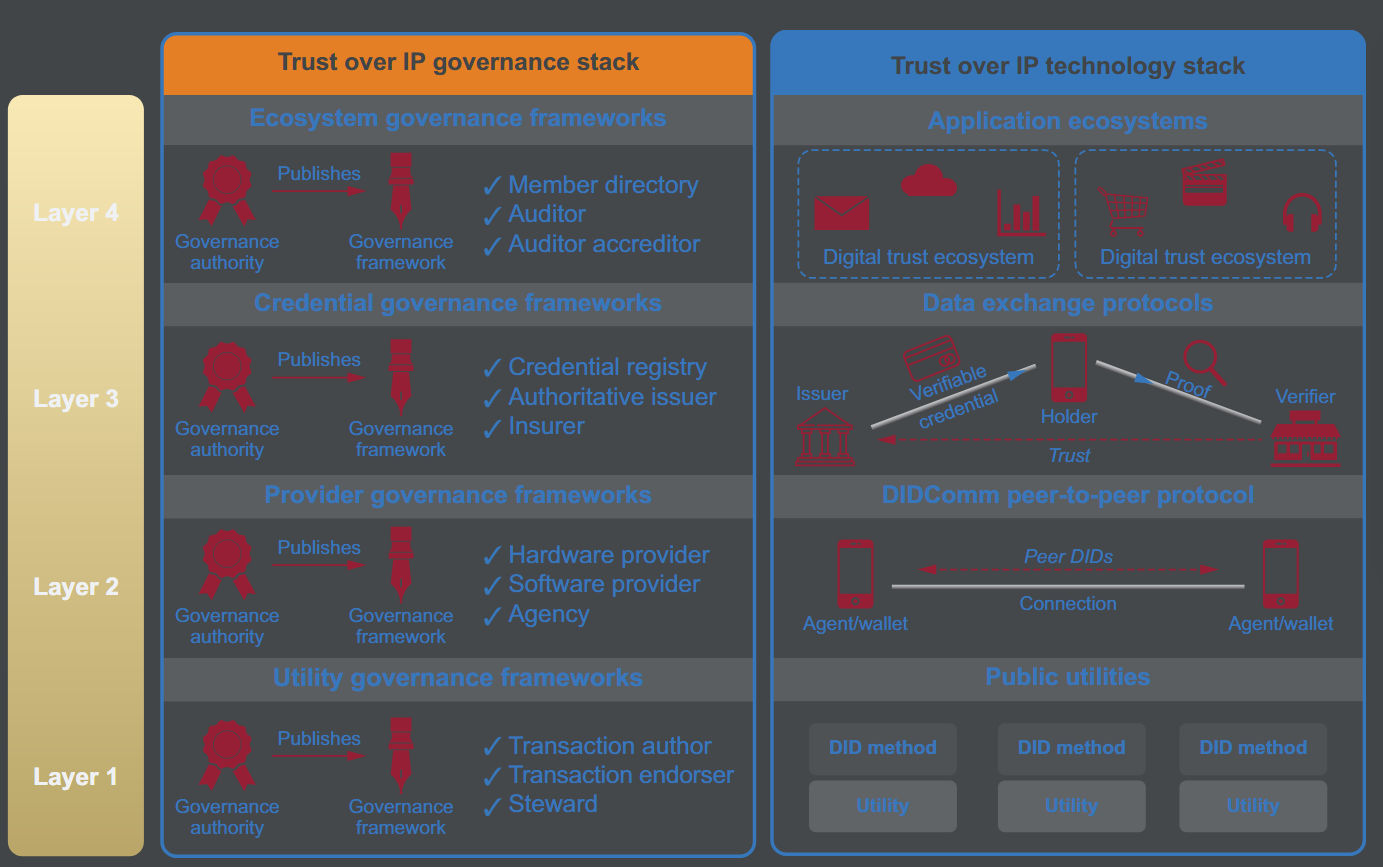 Trust over IP governance stack
Trust over IP technology stack
Layer 4
Ecosystem governance frameworks
Governance
authority
Publishes
Governance
framework
✓ Member directory
✓ Auditor
✓ Auditor accreditor
Application ecosystems
Digital trust ecosystem
Digital trust ecosystem
Layer 3
Credential governance frameworks
Governance
authority
Publishes
Governance
framework
✓ Credential registry
✓ Authoritative issuer
✓ Insurer
Data exchange protocols
Issuer
Verifiable
credential
Holder
Proof
Verifier
Trust
Layer 2
Provider governance frameworks
Governance
authority
Publishes
Governance
framework
✓ Hardware provider
✓ Software provider
✓ Agency
DIDComm peer-to-peer protocol
Peer DIDs
Connection
Agent/wallet
Agent/wallet
Layer 1
Utility governance frameworks
Governance
authority
Publishes
Governance
framework
✓ Transaction author
✓ Transaction endorser
✓ Steward
Public utilities
DID method
DID method
DID method
Utility
Utility
Utility